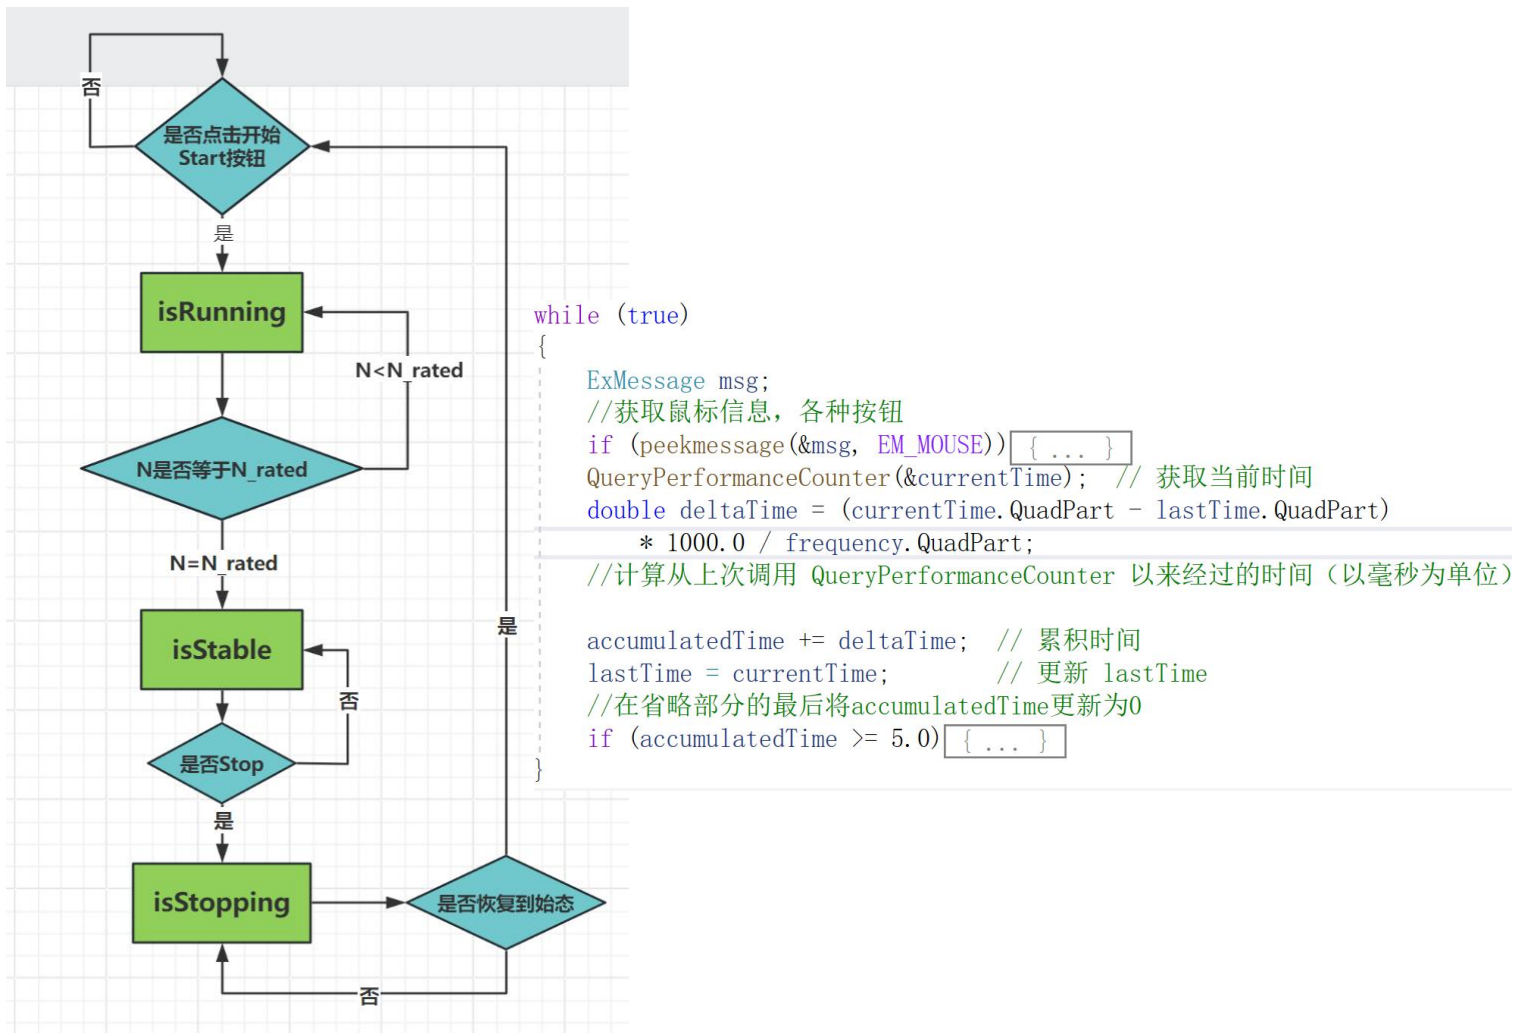 否
是否点击开始
Start按钮
是
isRunning
N<N_rated
N是否等于N_rated
N=N_rated
isStable
否
是否Stop
是
isStopping
是否恢复到始态
是
否
while (true)
{
ExMessage msg;
//获取鼠标信息，各种按钮
if (peekmessage(&msg, EM_MOUSE)){ ... }
QueryPerformanceCounter(&currentTime); // 获取当前时间
double deltaTime = (currentTime.QuadPart - lastTime.QuadPart)
* 1000.0 / frequency.QuadPart;
//计算从上次调用 QueryPerformanceCounter 以来经过的时间（以毫秒为单位）
accumulatedTime += deltaTime; // 累积时间
lastTime = currentTime; // 更新 lastTime
//在省略部分的最后将accumulatedTime更新为0
if (accumulatedTime >= 5.0){ ... }
}